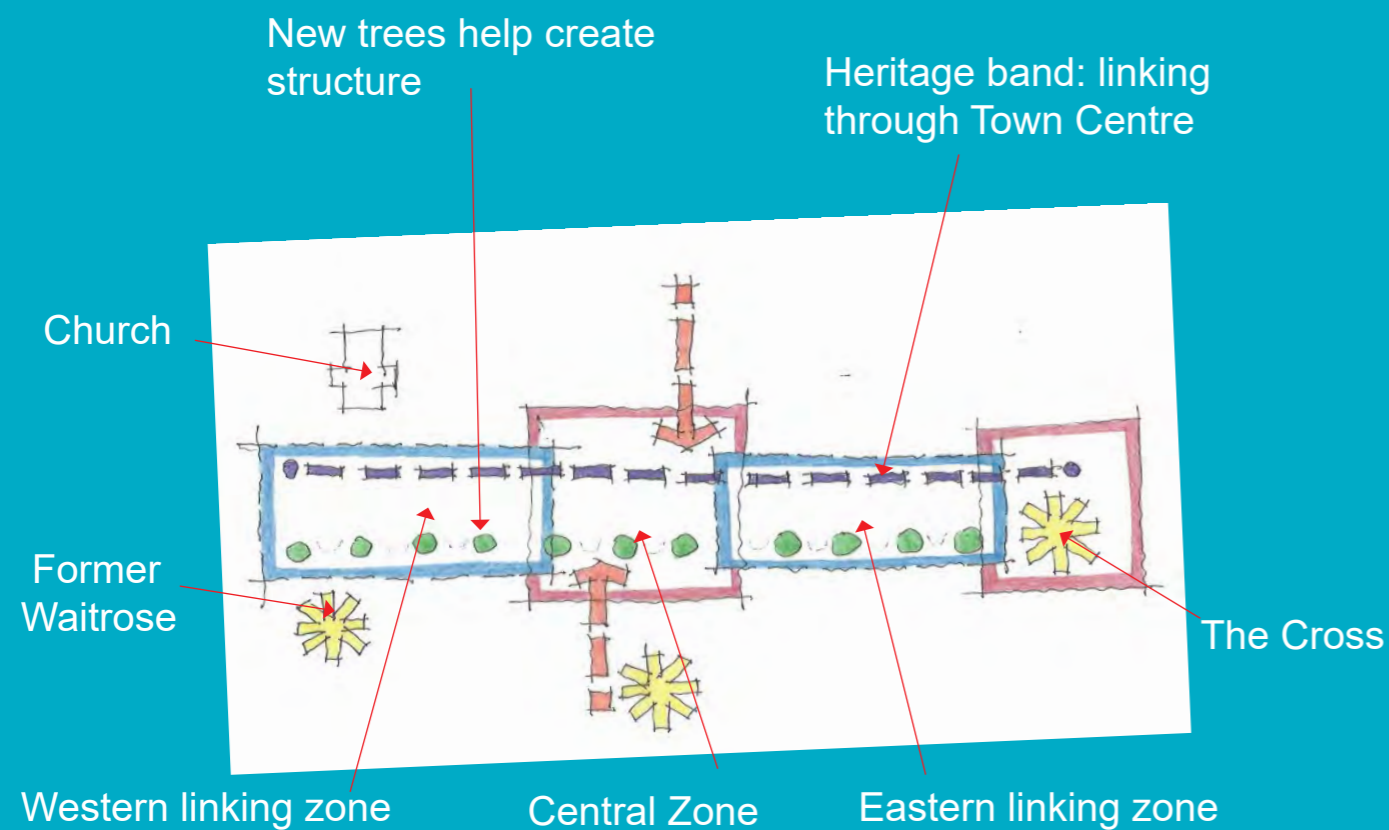 New trees help create
structure
Heritage band: linking
through Town Centre
Church
Former
Waitrose
The Cross
Western linking zone
Central Zone
Eastern linking zone